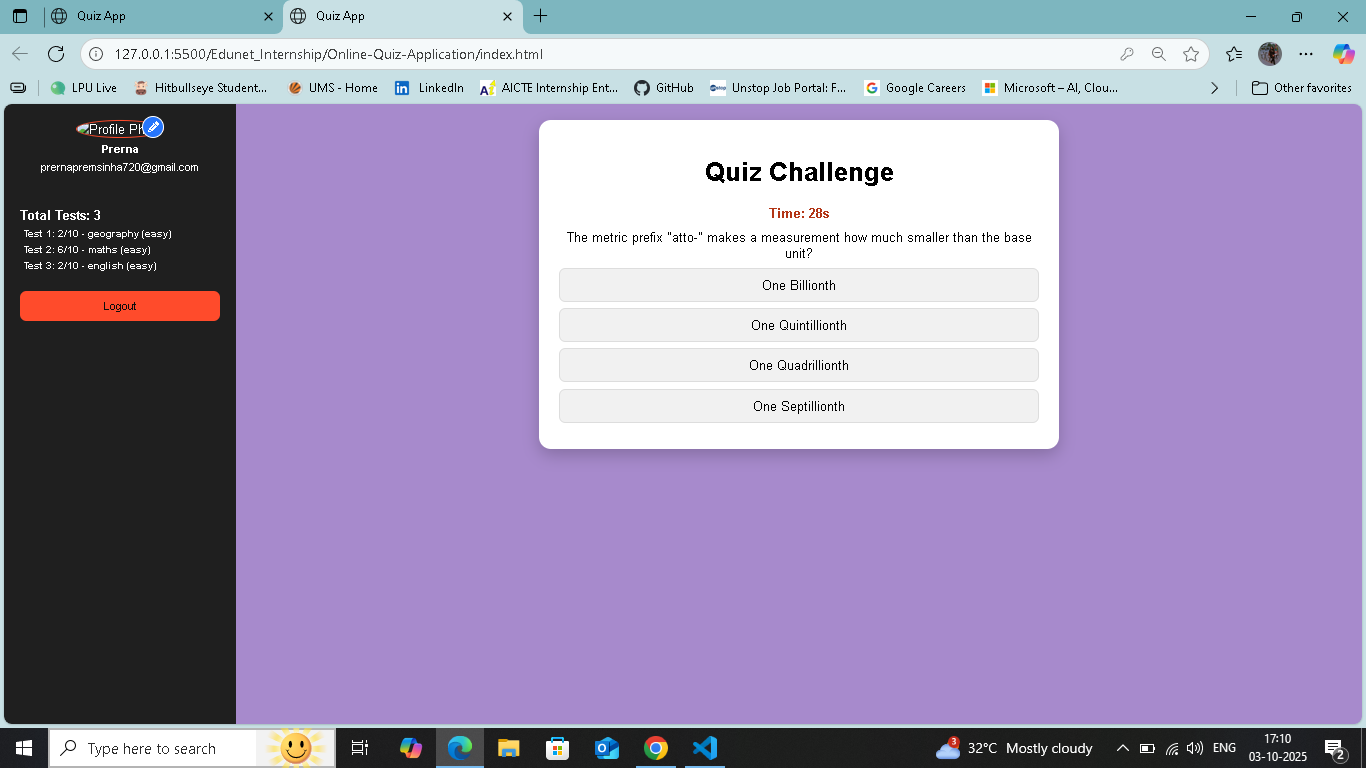 Quiz App
Quiz App
127.0.0.1:5500/Edunet_Internship/Online-Quiz-Application/index.html
LPU Live
Hitbullseye Student...
UMS - Home
LinkedIn
AICTE Internship Ent...
GitHub
Unstop Job Portal: F...
Google Careers
Microsoft – AI, Clou...
Other favorites
Profile Ph
Prerna
prernapremsinha720@gmail.com
Total Tests: 3
Test 1: 2/10 - geography (easy)
Test 2: 6/10 - maths (easy)
Test 3: 2/10 - english (easy)
Logout
Quiz Challenge
Time: 28s
The metric prefix "atto-" makes a measurement how much smaller than the base
unit?
One Billionth
One Quintillionth
One Quadrillionth
One Septillionth
Type here to search
3
32°C Mostly cloudy
ENG
17:10
03-10-2025
2